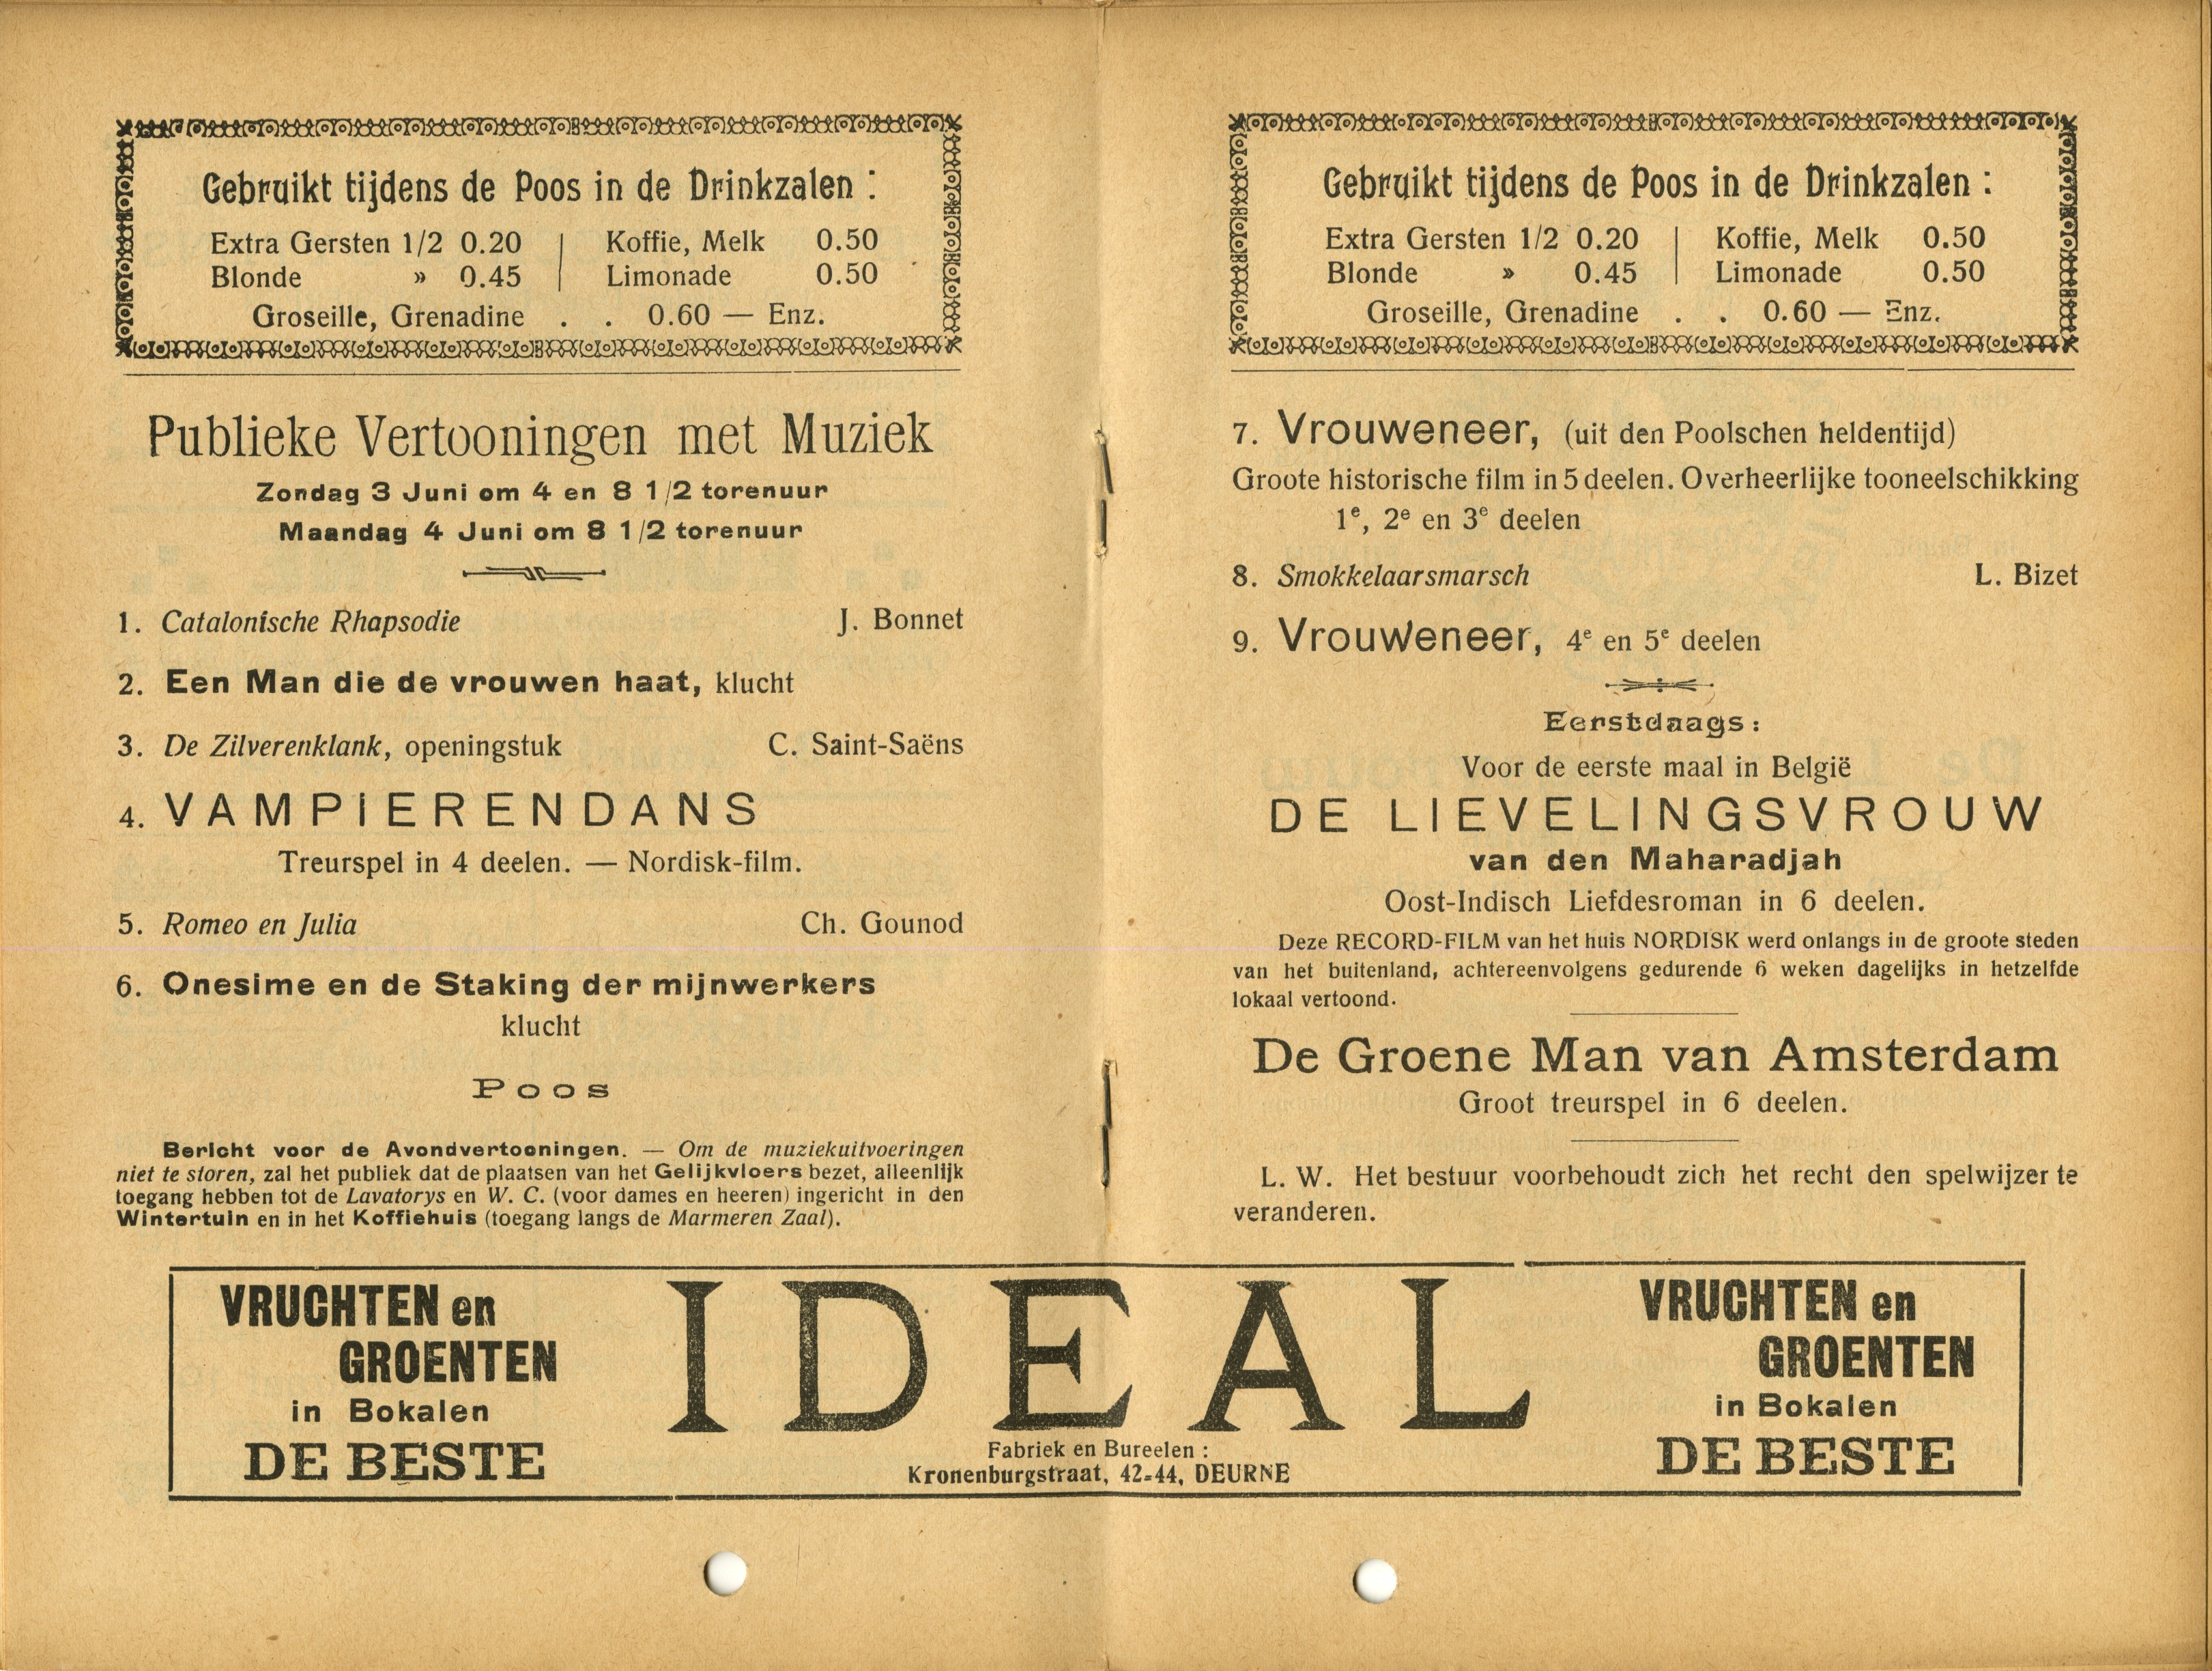 Gebruikt tijdens de Poos in de Drinkzalen :
Extra Gersten 1/2 0.20 | Koffie, Melk 0.50
Blonde » 0.45 | Limonade 0.50
Groseille, Grenadine . . 0.60 — Enz.
Publieke Vertooningen met Muziek
Zondag 3 Juni om 4 en 8 1/2 torenuur
Maandag 4 Juni om 8 1/2 torenuur
1. Catalonische Rhapsodie J. Bonnet
2. Een Man die de vrouwen haat, klucht
3. De Zilverenklank, openingstuk C. Saint-Saëns
4. VAMPIERENDANS
Treurspel in 4 deelen. — Nordisk-film.
5. Romeo en Julia Ch. Gounod
6. Onesime en de Staking der mijnwerkers
klucht
Poos
Bericht voor de Avondvertooningen. — Om de muziekuitvoeringen
niet te storen, zal het publiek dat de plaatsen van het Gelijkvloers bezet, alleenlijk
toegang hebben tot de Lavatorys en W. C. (voor dames en heeren) ingericht in den
Wintertuin en in het Koffiehuis (toegang langs de Marmeren Zaal).
Gebruikt tijdens de Poos in de Drinkzalen :
Extra Gersten 1/2 0.20 | Koffie, Melk 0.50
Blonde » 0.45 | Limonade 0.50
Groseille, Grenadine . . 0.60 — Enz.
7. Vrouweneer, (uit den Poolschen heldentijd)
Groote historische film in 5 deelen. Overheerlijke tooneelschikking
1e, 2e en 3e deelen
8. Smokkelaarsmarsch L. Bizet
9. Vrouweneer, 4e en 5e deelen
Eerstdaags :
Voor de eerste maal in België
DE LIEVELINGSVROUW
van den Maharadjah
Oost-Indisch Liefdesroman in 6 deelen.
Deze RECORD-FILM van het huis NORDISK werd onlangs in de groote steden
van het buitenland, achtereenvolgens gedurende 6 weken dagelijks in hetzelfde
lokaal vertoond.
De Groene Man van Amsterdam
Groot treurspel in 6 deelen.
L. W. Het bestuur voorbehoudt zich het recht den spelwijzer te
veranderen.
VRUCHTEN en
GROENTEN
in Bokalen
DE BESTE
IDEAL
Fabriek en Bureelen :
Kronenburgstraat, 42-44, DEURNE
VRUCHTEN en
GROENTEN
in Bokalen
DE BESTE